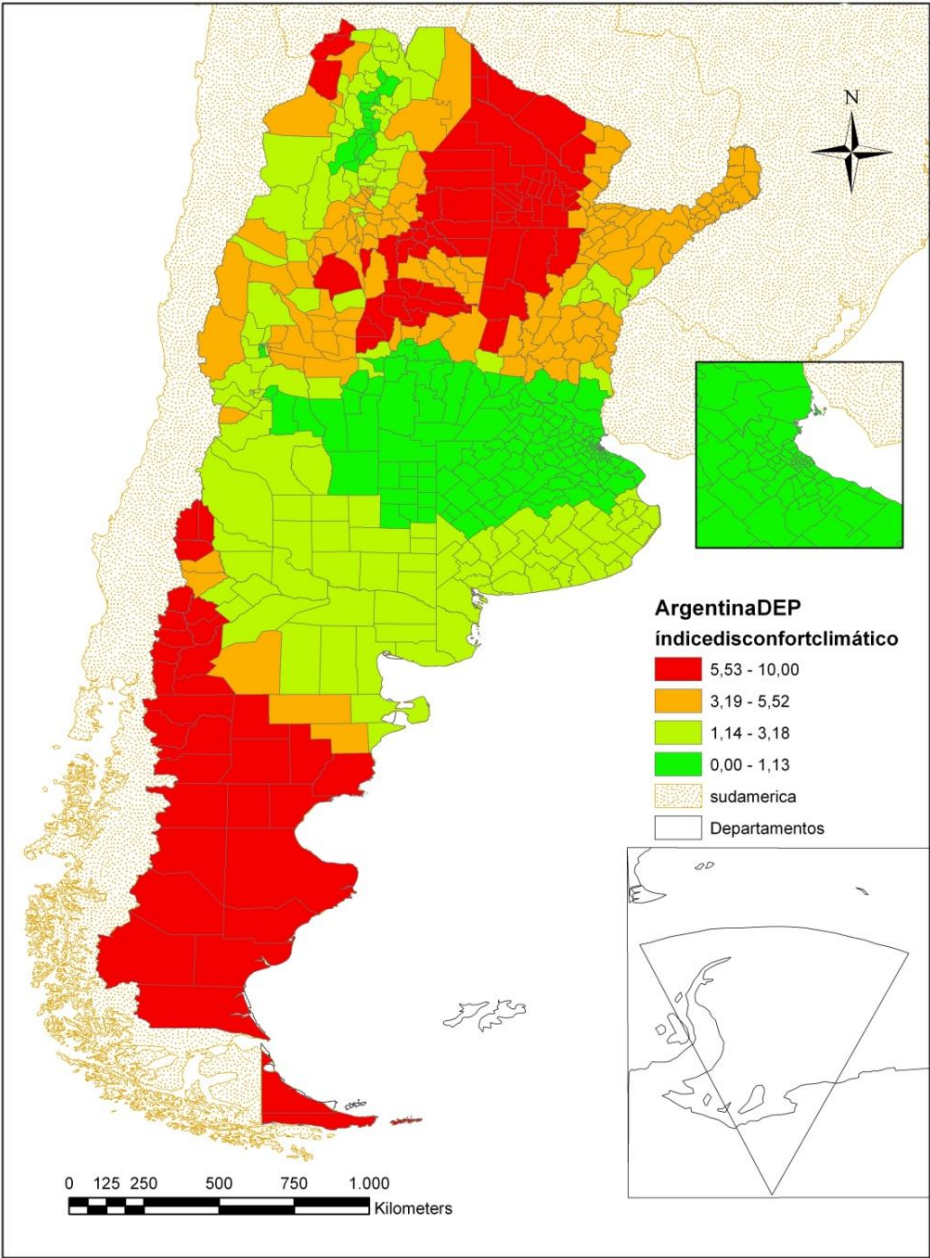 N
ArgentinaDEP
índicedisconfortclimático
5,53 - 10,00
3,19 - 5,52
1,14 - 3,18
0,00 - 1,13
sudamerica
Departamentos
0 125 250 500 750 1.000
Kilometers